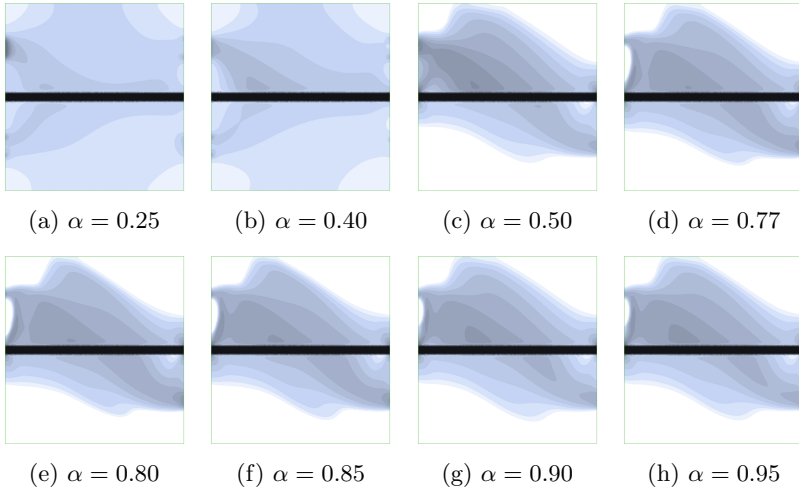 (a) α = 0.25 (b) α = 0.40 (c) α = 0.50 (d) α = 0.77
(e) α = 0.80 (f) α = 0.85 (g) α = 0.90 (h) α = 0.95